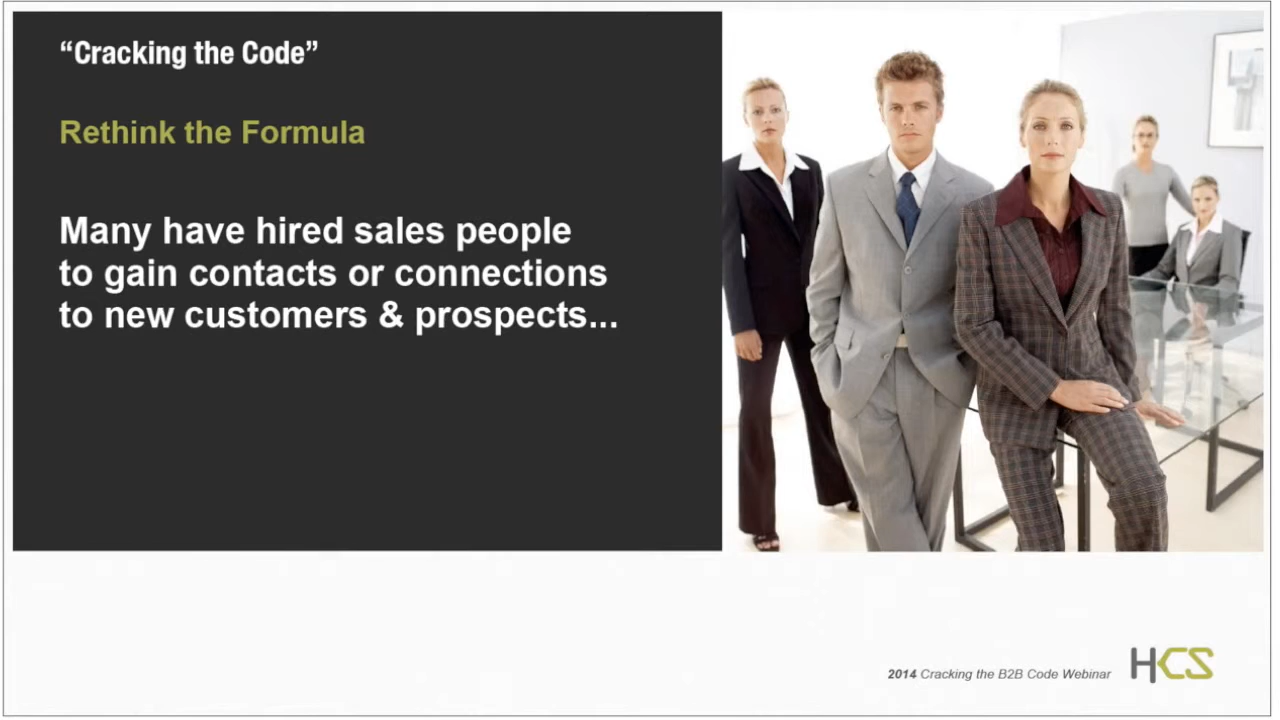 “Cracking the Code”
Rethink the Formula
Many have hired sales people
to gain contacts or connections
to new customers & prospects...
2014 Cracking the B2B Code Webinar
HCS